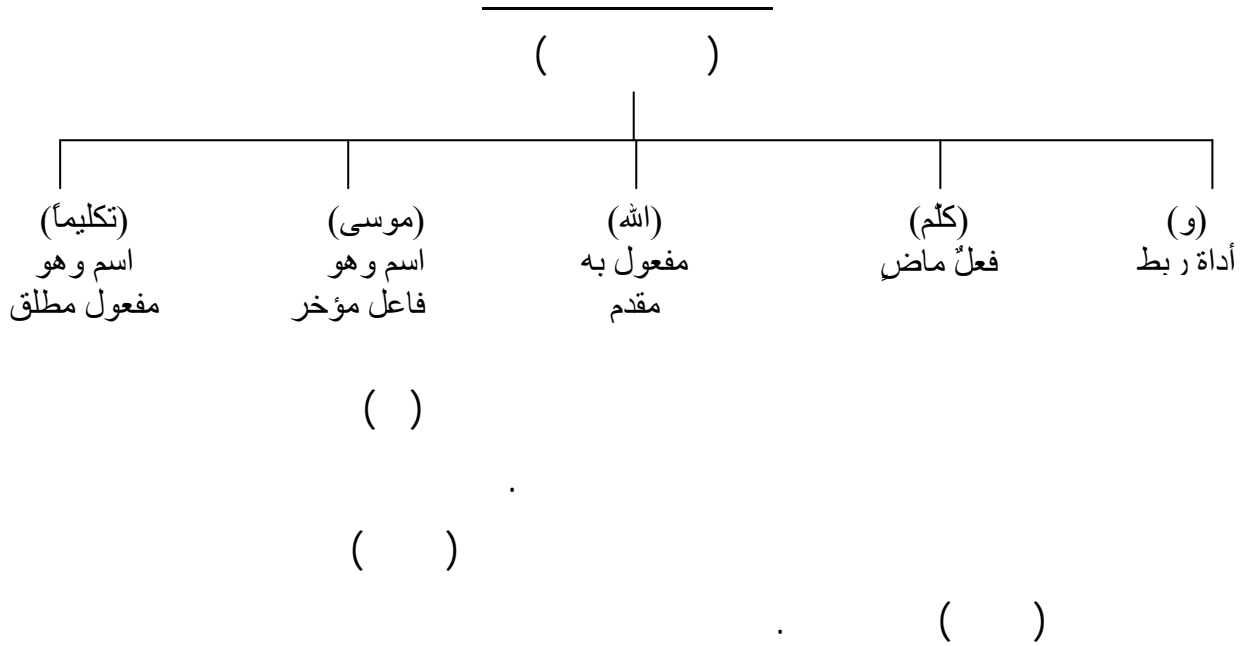 ( )
(و) (كلّم) (الله) (موسى) (تكليماً)
أداة ربط فعلٌ ماضٍ مفعول به اسم وهو اسم وهو
مقدم فاعل مؤخر مفعول مطلق
( )
.
( )
( ) .